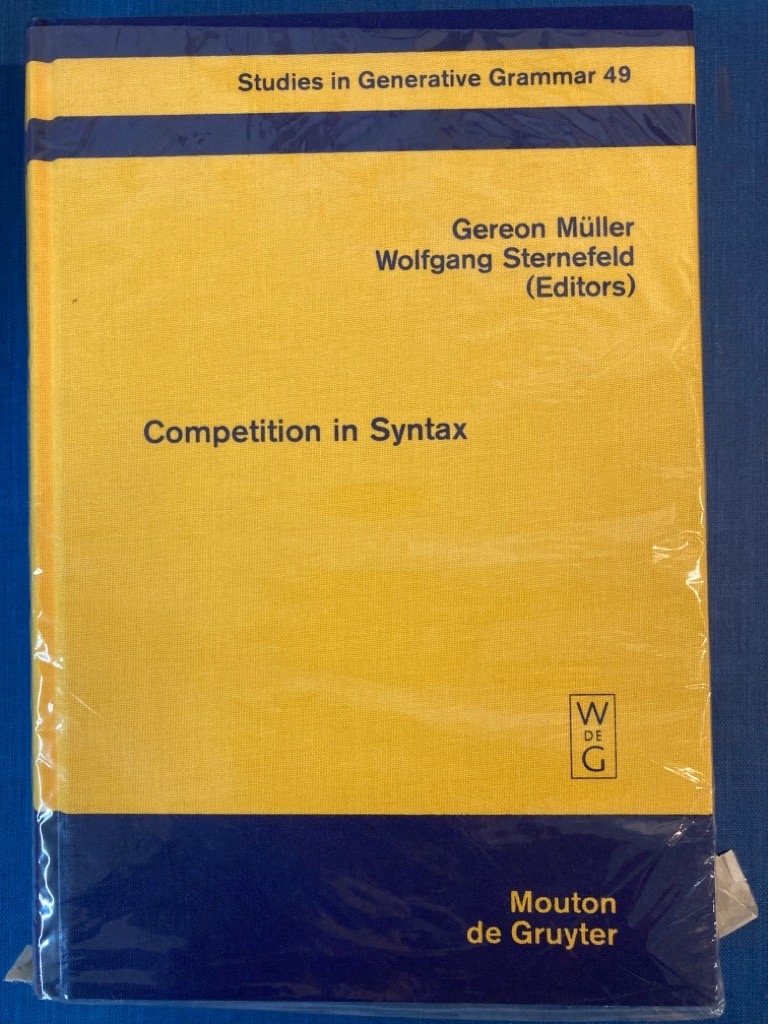 Studies in Generative Grammar 49
Gereon Müller
Wolfgang Sternefeld
(Editors)
Competition in Syntax
W
DE
G
Mouton
de Gruyter